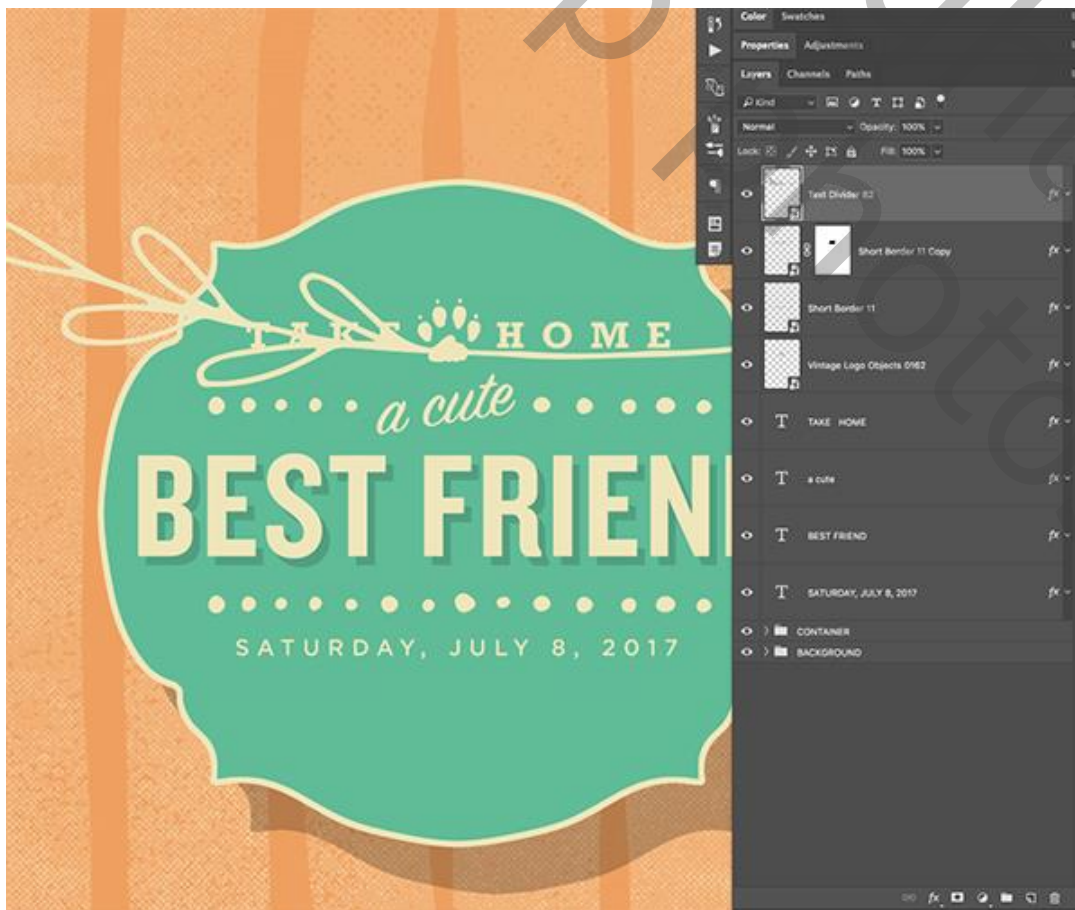 Color Swatches
Properties Adjustments
Layers Channels Paths
Kind
Normal Opacity: 100%
Lock: Fill: 100%
Text Divider 82
Short Border 11 Copy
Short Border 11
Vintage Logo Objects 0162
TAKE HOME
a cute
BEST FRIEND
SATURDAY, JULY 8, 2017
CONTAINER
BACKGROUND
TAKE HOME
a cute
BEST FRIEN
SATURDAY, JULY 8, 2017